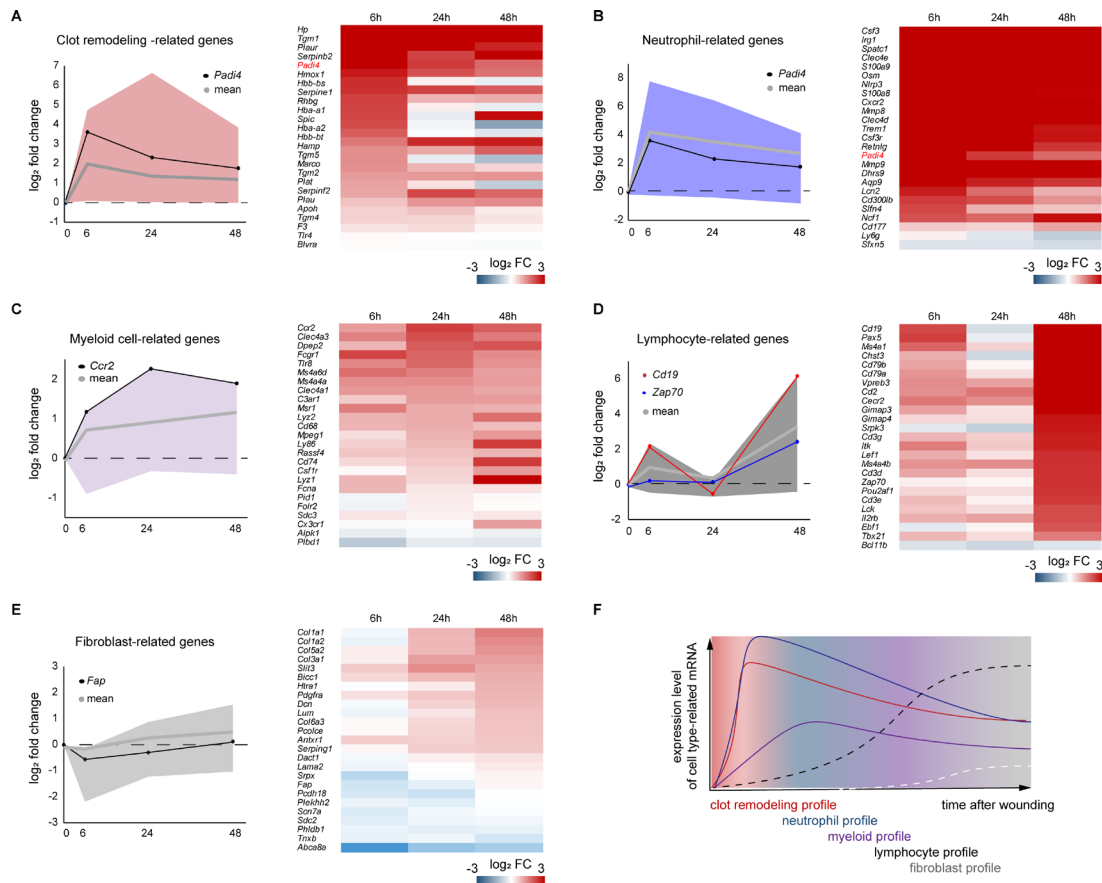 A
Clot remodeling -related genes
log₂ fold change
7
6
5
4
3
2
1
0
-1
0 6 24 48
Padi4
mean
6h 24h 48h
Hp
Tgm1
Plaur
Serpinb2
Padi4
Hmox1
Hbb-bs
Serpine1
Rhbg
Hba-a1
Spic
Hba-a2
Hbb-bt
Hamp
Tgm5
Marco
Tgm2
Plat
Serpinf2
Plau
Apoh
Tgm4
F3
Tlr4
Blvra
log₂ FC
-3 3
B
Neutrophil-related genes
log₂ fold change
8
6
4
2
0
-2
0 6 24 48
Padi4
mean
6h 24h 48h
Csf3
Irg1
Spatc1
Clec4e
S100a9
Osm
Nlrp3
S100a8
Cxcr2
Mmp8
Clec4d
Trem1
Csf3r
Retnlg
Padi4
Mmp9
Dhrs9
Aqp9
Lcn2
Cd300lb
Slfn4
Ncf1
Cd177
Ly6g
Sfxn5
log₂ FC
-3 3
C
Myeloid cell-related genes
log₂ fold change
2
1
0
-1
0 6 24 48
Ccr2
mean
6h 24h 48h
Ccr2
Clec4a3
Dpep2
Fcgr1
Tlr8
Ms4a6d
Ms4a4a
Clec4a1
C3ar1
Msr1
Lyz2
Cd68
Mpeg1
Ly86
Rassf4
Cd74
Csf1r
Lyz1
Fcna
Pid1
Folr2
Sdc3
Cx3cr1
Alpk1
Plbd1
log₂ FC
-3 3
D
Lymphocyte-related genes
log₂ fold change
6
4
2
0
-2
0 6 24 48
Cd19
Zap70
mean
6h 24h 48h
Cd19
Pax5
Ms4a1
Chst3
Cd79b
Cd79a
Vpreb3
Cd2
Cecr2
Gimap3
Gimap4
Srpk3
Cd3g
Itk
Lef1
Ms4a4b
Cd3d
Zap70
Pou2af1
Cd3e
Lck
Il2rb
Ebf1
Tbx21
Bcl11b
log₂ FC
-3 3
E
Fibroblast-related genes
log₂ fold change
3
2
1
0
-1
-2
-3
0 6 24 48
Fap
mean
6h 24h 48h
Col1a1
Col1a2
Col5a2
Col3a1
Slit3
Bicc1
Htra1
Pdgfra
Dcn
Lum
Col6a3
Pcolce
Antxr1
Serping1
Dact1
Lama2
Srpx
Fap
Pcdh18
Plekhh2
Scn7a
Sdc2
Phldb1
Tnxb
Abca8a
log₂ FC
-3 3
F
expression level
of cell type-related mRNA
clot remodeling profile
time after wounding
neutrophil profile
myeloid profile
lymphocyte profile
fibroblast profile